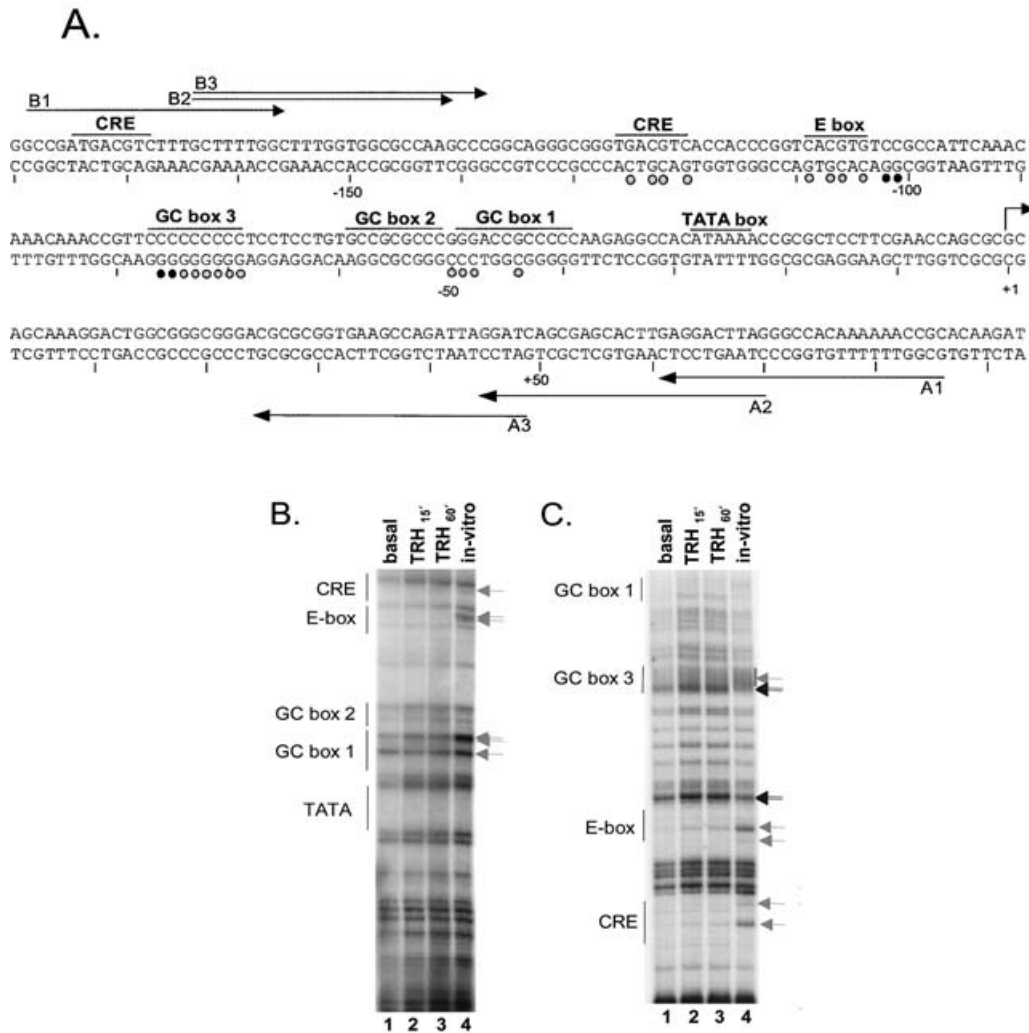 A.
B3
B1 B2
CRE CRE E box
GGCCGATGACGTCTTTGCTTTTGGCTTTGGTGGCGCCAAGCCCGGCAGGGCGGGTGACGTCACCACCCGGTCACGTGTCCGCCATTCAAAC
CCGGCTACTGCAGAAACGAAAACCGAAACCACCGCGGTTCGGGCCGTCCCGCCCACTGCAGTGGTGGGCCAGTGCACAGGCGGTAAGTTTG
-150 -100
GC box 3 GC box 2 GC box 1 TATA box
AAACAAACCGTTCCCCCCCCCTCCTCCTGTGCCGCGCCCGGGACCGCCCCCAAGAGGCCACATAAAACCGCGCTCCTTCGAACCAGCGCGC
TTTGTTTGGCAAGGGGGGGGGAGGAGGACAAGGCGCGGGCCCTGGCGGGGGTTCTCCGGTGTATTTTGGCGCGAGGAAGCTTGGTCGCGCG
-50 +1
AGCAAAGGACTGGCGGGCGGGACGCGCGGTGAAGCCAGATTAGGATCAGCGAGCACTTGAGGACTTAGGGCCACAAAAAACCGCACAAGAT
TCGTTTCCTGACCGCCCGCCCTGCGCGCCACTTCGGTCTAATCCTAGTCGCTCGTGAACTCCTGAATCCCGGTGTTTTTTGGCGTGTTCTA
+50
A1
A2
A3
B.
basal TRH 15´ TRH 60´ in-vitro
CRE
E-box
GC box 2
GC box 1
TATA
1 2 3 4
C.
basal TRH 15´ TRH 60´ in-vitro
GC box 1
GC box 3
E-box
CRE
1 2 3 4